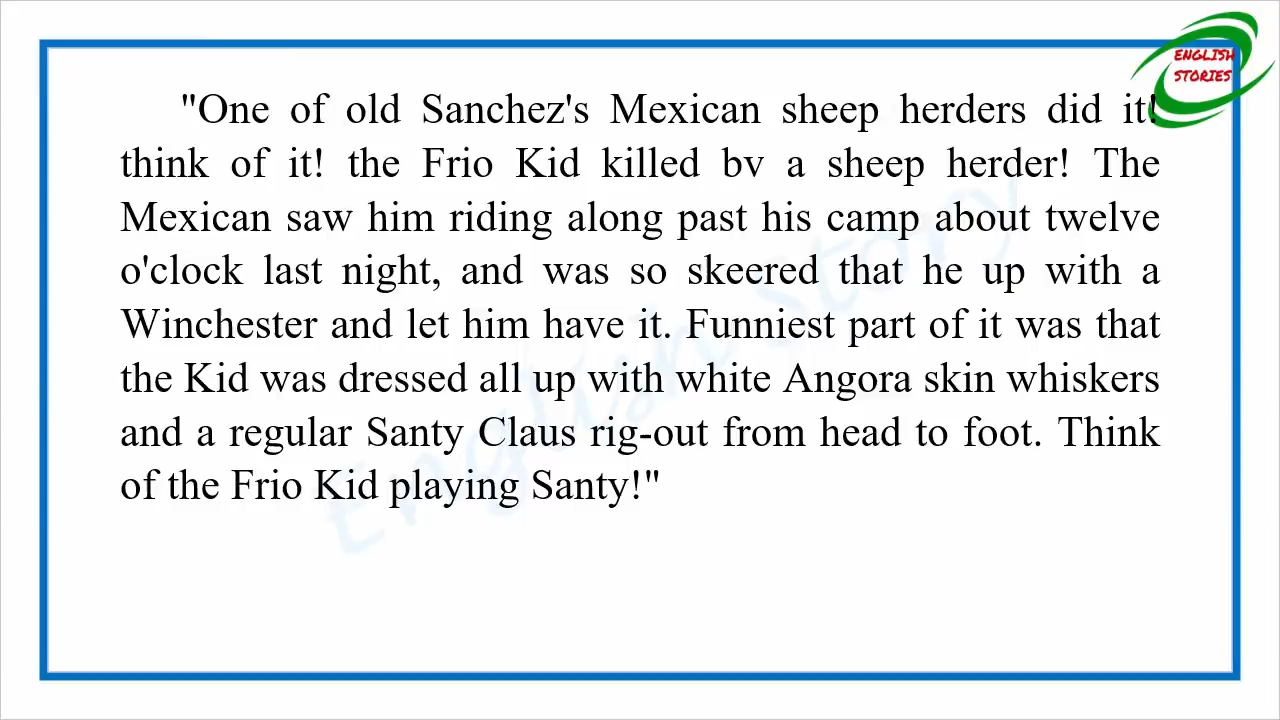 ENGLISH
STORIES
"One of old Sanchez's Mexican sheep herders did it!
think of it! the Frio Kid killed bv a sheep herder! The
Mexican saw him riding along past his camp about twelve
o'clock last night, and was so skeered that he up with a
Winchester and let him have it. Funniest part of it was that
the Kid was dressed all up with white Angora skin whiskers
and a regular Santy Claus rig-out from head to foot. Think
of the Frio Kid playing Santy!"
English Story